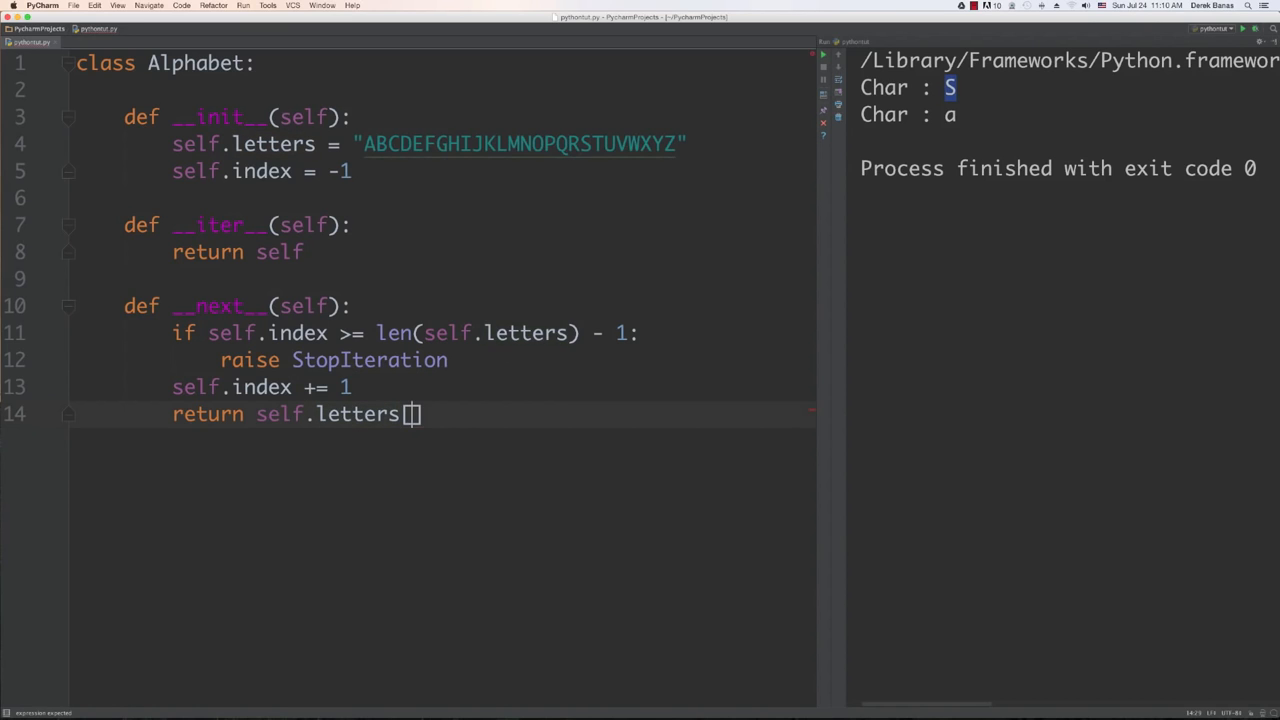 PyCharm File Edit View Navigate Code Refactor Run Tools VCS Window Help 10 Sun Jul 24 11:10 AM Derek Banas
pythontut.py - PycharmProjects - [~/PycharmProjects]
PycharmProjects pythontut.py pythontut
pythontut.py
Run: pythontut
1 class Alphabet:
2
3 def __init__(self):
4 self.letters = "ABCDEFGHIJKLMNOPQRSTUVWXYZ"
5 self.index = -1
6
7 def __iter__(self):
8 return self
9
10 def __next__(self):
11 if self.index >= len(self.letters) - 1:
12 raise StopIteration
13 self.index += 1
14 return self.letters[]
/Library/Frameworks/Python.framewor
Char : S
Char : a
Process finished with exit code 0
expression expected
14:29 LF÷ UTF-8÷